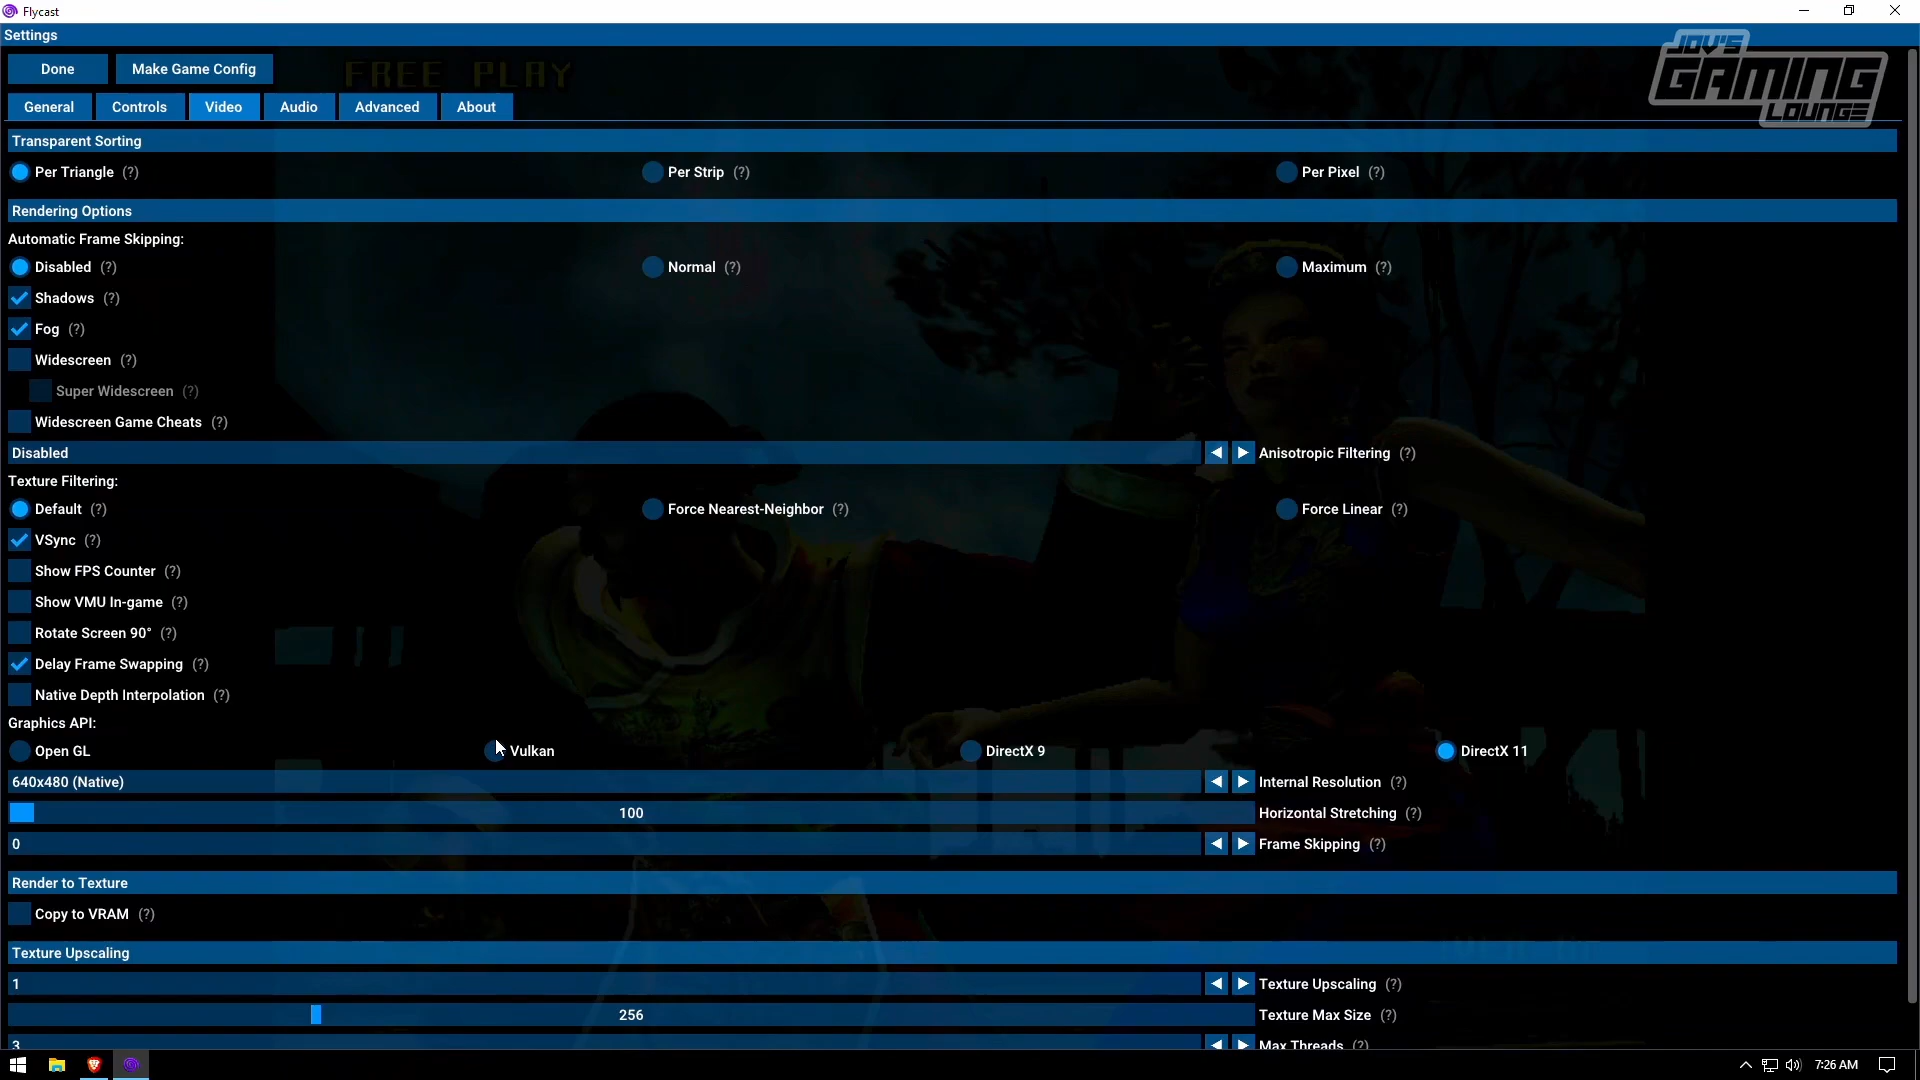 Flycast
Settings
JOV'S
GAMING
LOUNGE
Done Make Game Config FREE PLAY
General Controls Video Audio Advanced About
Transparent Sorting
Per Triangle (?) Per Strip (?) Per Pixel (?)
Rendering Options
Automatic Frame Skipping:
Disabled (?) Normal (?) Maximum (?)
Shadows (?)
Fog (?)
Widescreen (?)
Super Widescreen (?)
Widescreen Game Cheats (?)
Disabled Anisotropic Filtering (?)
Texture Filtering:
Default (?) Force Nearest-Neighbor (?) Force Linear (?)
VSync (?)
Show FPS Counter (?)
Show VMU In-game (?)
Rotate Screen 90° (?)
Delay Frame Swapping (?)
Native Depth Interpolation (?)
Graphics API:
Open GL Vulkan DirectX 9 DirectX 11
640x480 (Native) Internal Resolution (?)
100 Horizontal Stretching (?)
0 Frame Skipping (?)
Render to Texture
Copy to VRAM (?)
Texture Upscaling
1 Texture Upscaling (?)
256 Texture Max Size (?)
3 Max Threads (?)
7:26 AM